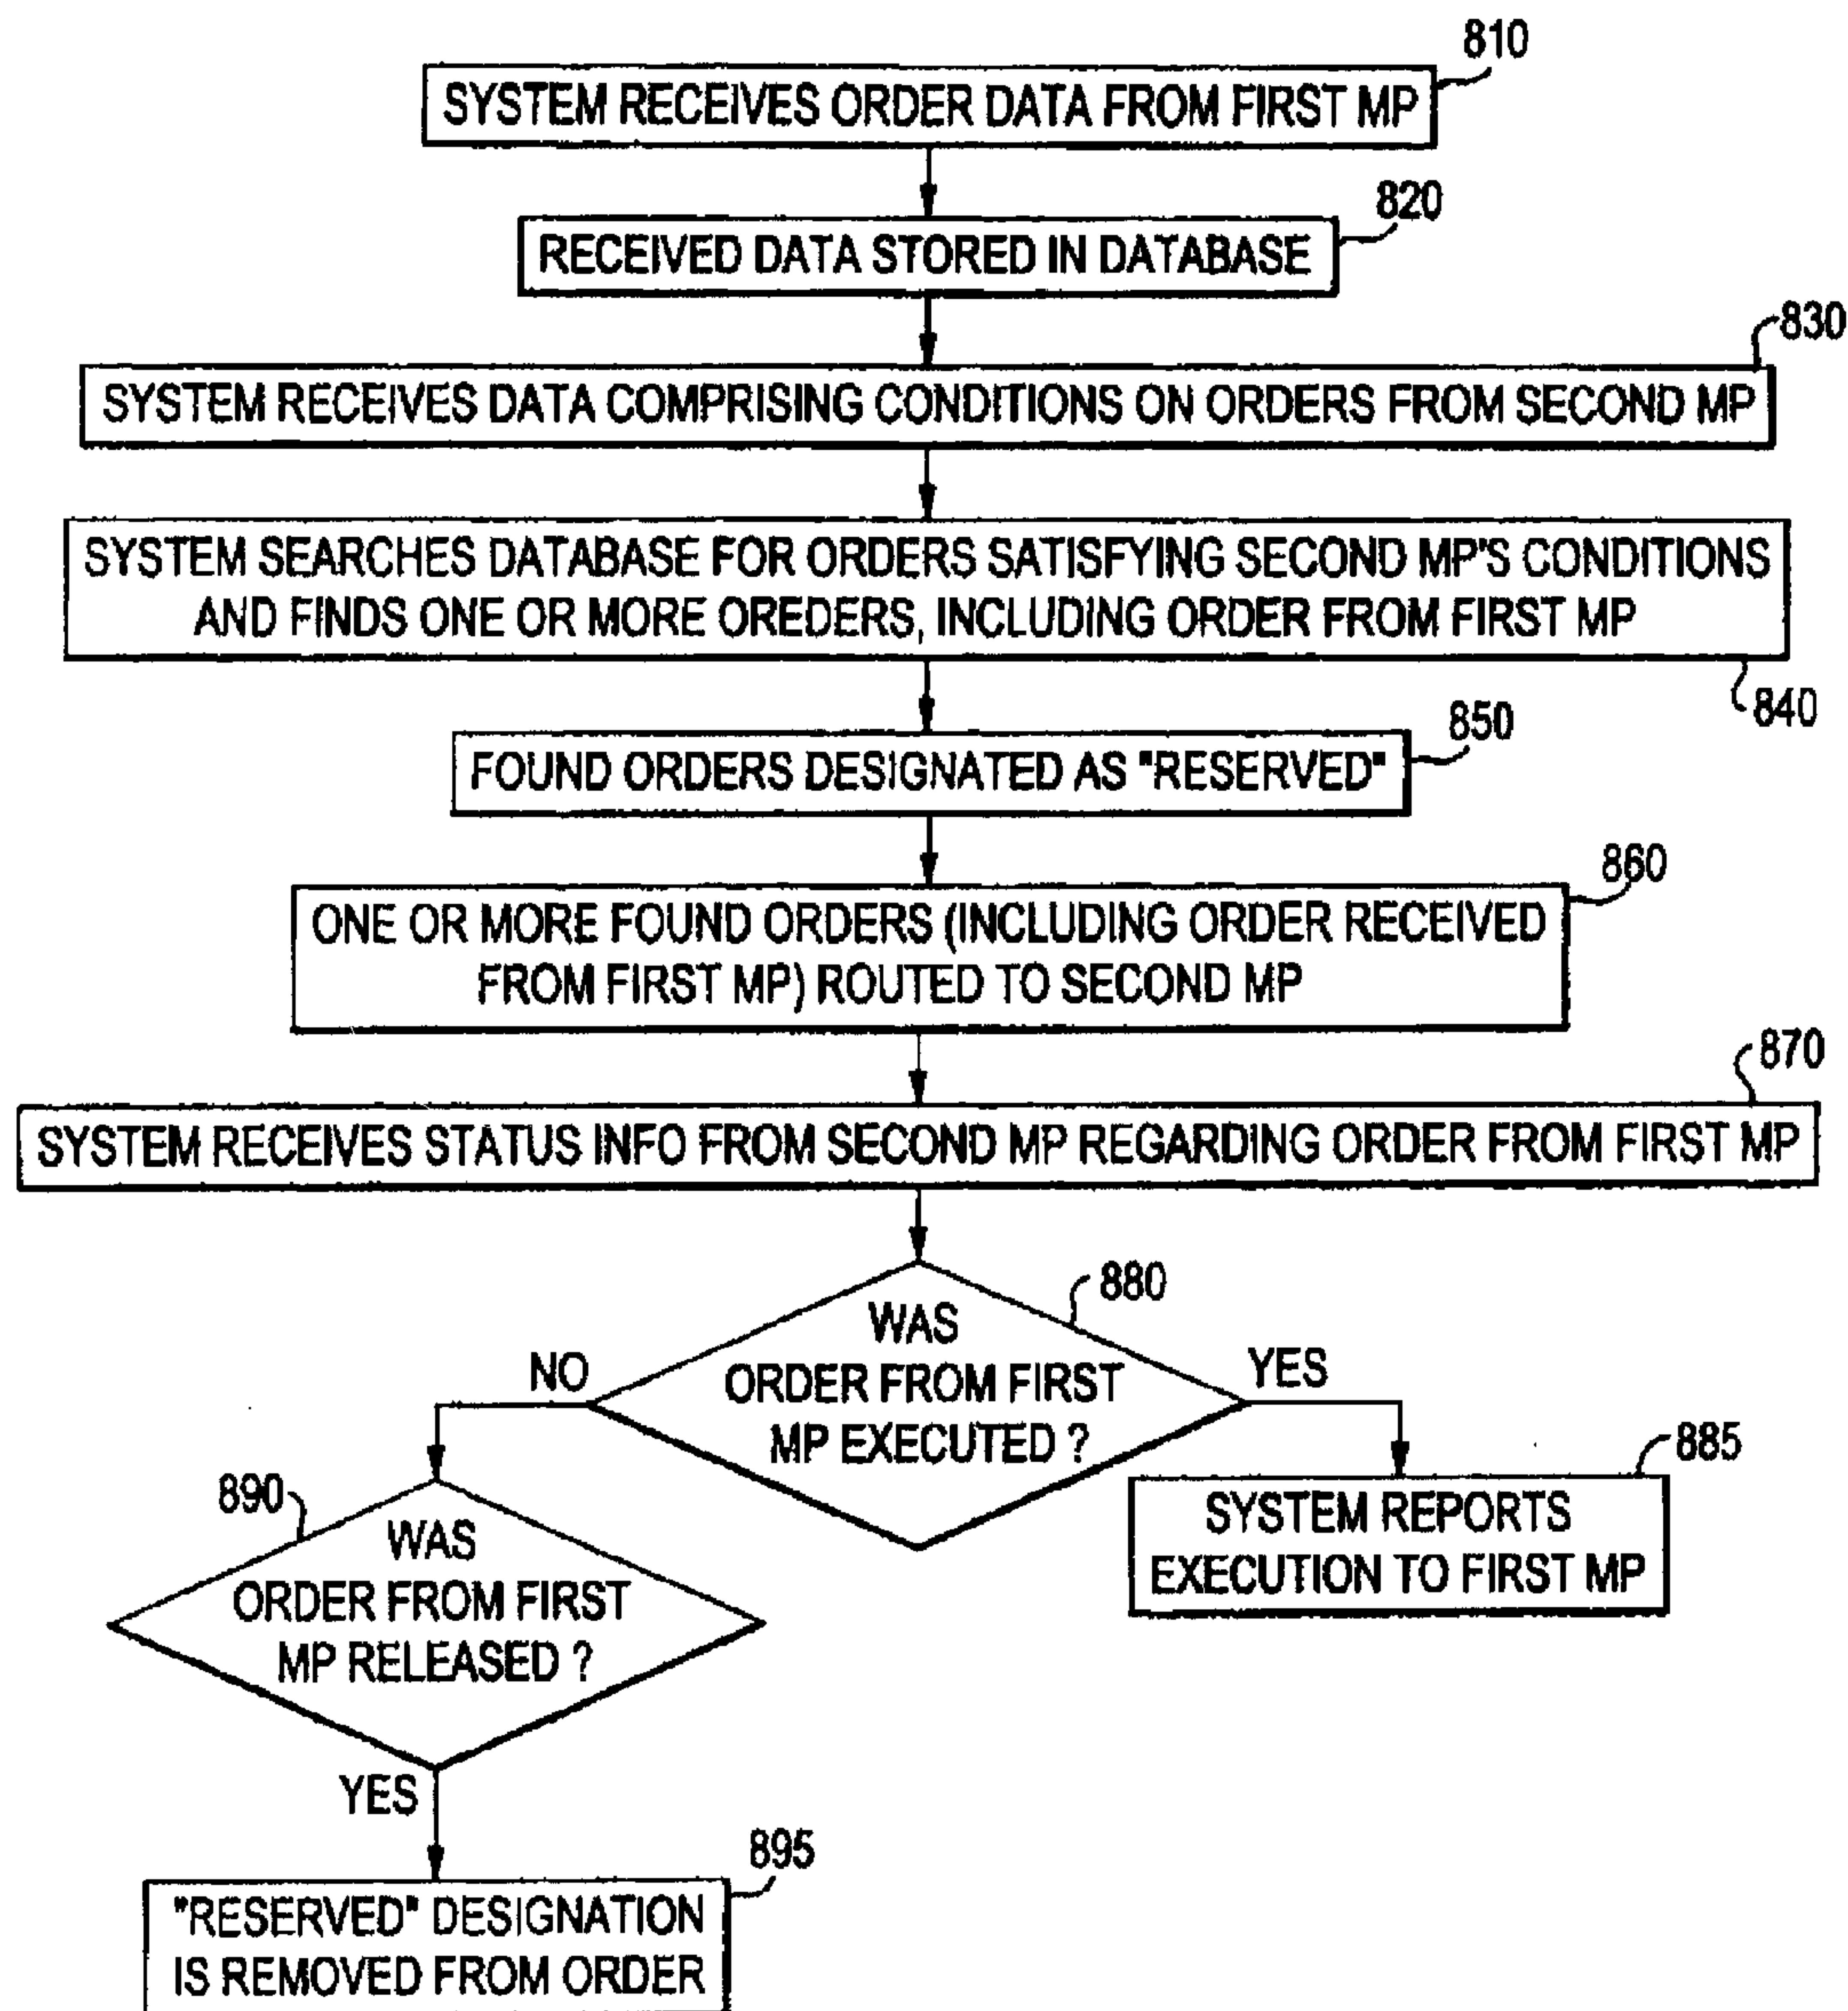 810
SYSTEM RECEIVES ORDER DATA FROM FIRST MP
820
RECEIVED DATA STORED IN DATABASE
830
SYSTEM RECEIVES DATA COMPRISING CONDITIONS ON ORDERS FROM SECOND MP
SYSTEM SEARCHES DATABASE FOR ORDERS SATISFYING SECOND MP'S CONDITIONS
AND FINDS ONE OR MORE OREDERS, INCLUDING ORDER FROM FIRST MP
840
850
FOUND ORDERS DESIGNATED AS "RESERVED"
860
ONE OR MORE FOUND ORDERS (INCLUDING ORDER RECEIVED
FROM FIRST MP) ROUTED TO SECOND MP
870
SYSTEM RECEIVES STATUS INFO FROM SECOND MP REGARDING ORDER FROM FIRST MP
880
WAS
ORDER FROM FIRST
MP EXECUTED ?
NO
YES
885
SYSTEM REPORTS
EXECUTION TO FIRST MP
890
WAS
ORDER FROM FIRST
MP RELEASED ?
YES
895
"RESERVED" DESIGNATION
IS REMOVED FROM ORDER